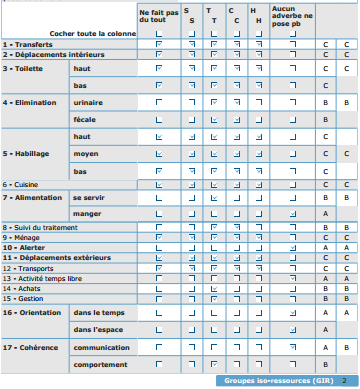 Ne fait pas du tout S S T T C C H H Aucun adverbe ne pose pb
Cocher toute la colonne
1 • Transferts C C
2 • Déplacements intérieurs C C
3 • Toilette haut C C
bas C
4 • Elimination urinaire B B
fécale B
5 • Habillage haut C
moyen C C
bas C
6 • Cuisine C C
7 • Alimentation se servir B B
manger A
8 • Suivi du traitement B B
9 • Ménage C C
10 • Alerter A A
11 • Déplacements extérieurs C C
12 • Transports C C
13 • Activité temps libre A A
14 • Achats B B
15 • Gestion B B
16 • Orientation dans le temps A A
dans l'espace A
17 • Cohérence communication A B
comportement B
Groupes iso-ressources (GIR) 2